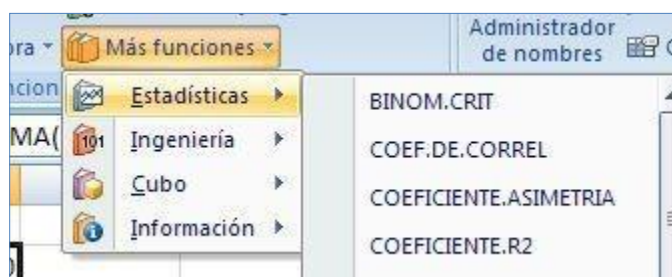 ora
Más funciones
Administrador
de nombres
Estadísticas
BINOM.CRIT
MA(
Ingeniería
COEF.DE.CORREL
Cubo
COEFICIENTE.ASIMETRIA
Información
COEFICIENTE.R2